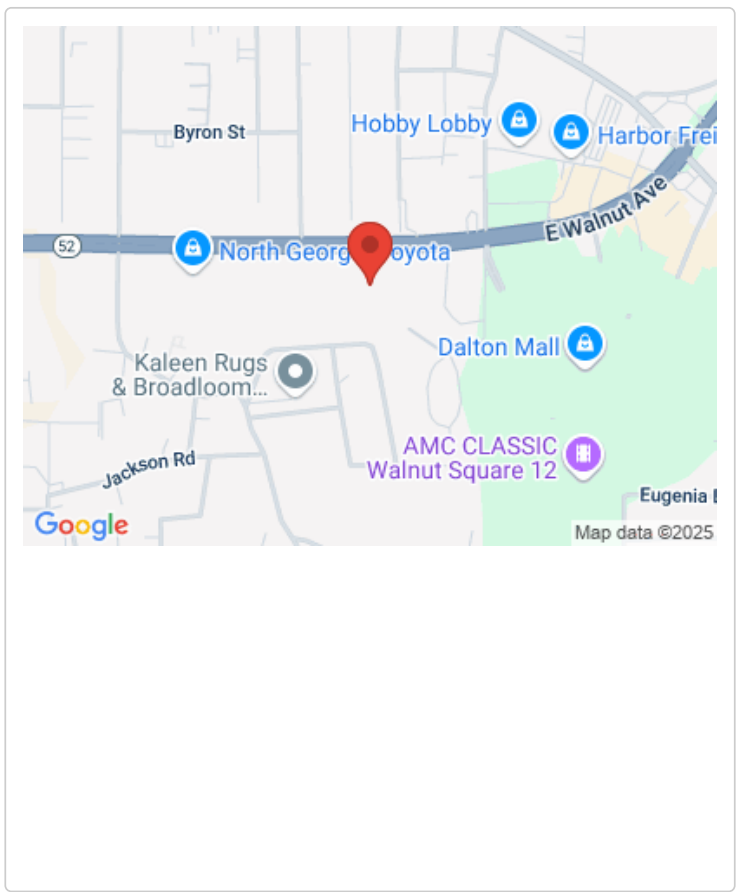 Byron St
Hobby Lobby
Harbor Frei
E Walnut Ave
52
North Georg oyota
Dalton Mall
Kaleen Rugs
& Broadloom...
AMC CLASSIC
Walnut Square 12
Jackson Rd
Eugenia
Google
Map data ©2025